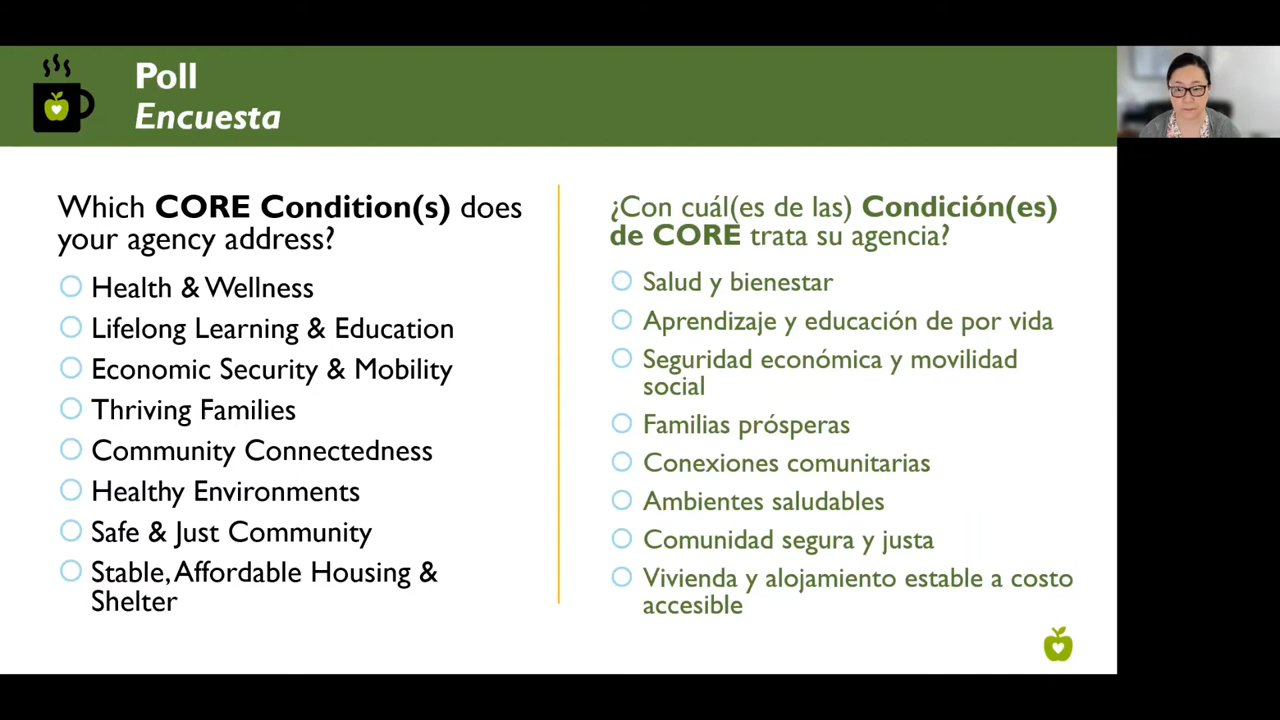 Poll
Encuesta
Which CORE Condition(s) does
your agency address?
Health & Wellness
Lifelong Learning & Education
Economic Security & Mobility
Thriving Families
Community Connectedness
Healthy Environments
Safe & Just Community
Stable, Affordable Housing &
Shelter
¿Con cuál(es de las) Condición(es)
de CORE trata su agencia?
Salud y bienestar
Aprendizaje y educación de por vida
Seguridad económica y movilidad
social
Familias prósperas
Conexiones comunitarias
Ambientes saludables
Comunidad segura y justa
Vivienda y alojamiento estable a costo
accesible